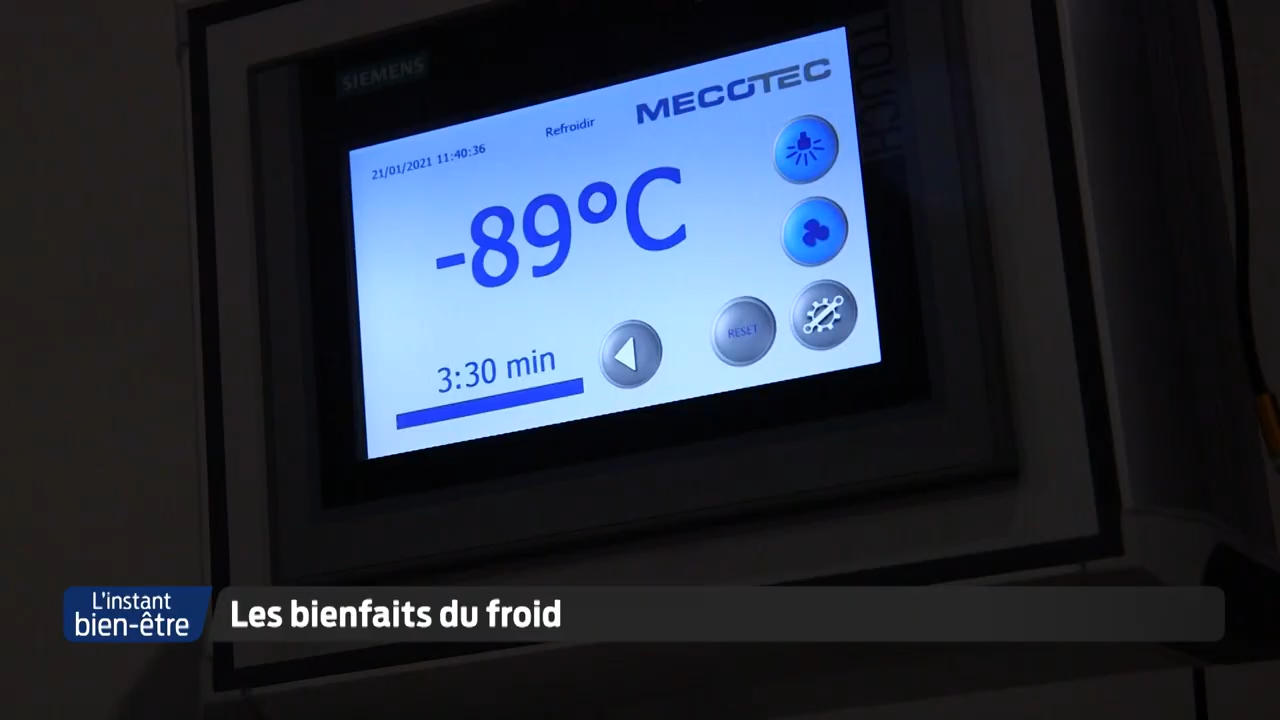 SIEMENS
TOUCH
MECOTEC
Refroidir
21/01/2021 11:40:36
-89°C
RESET
3:30 min
L'instant
bien-être
Les bienfaits du froid